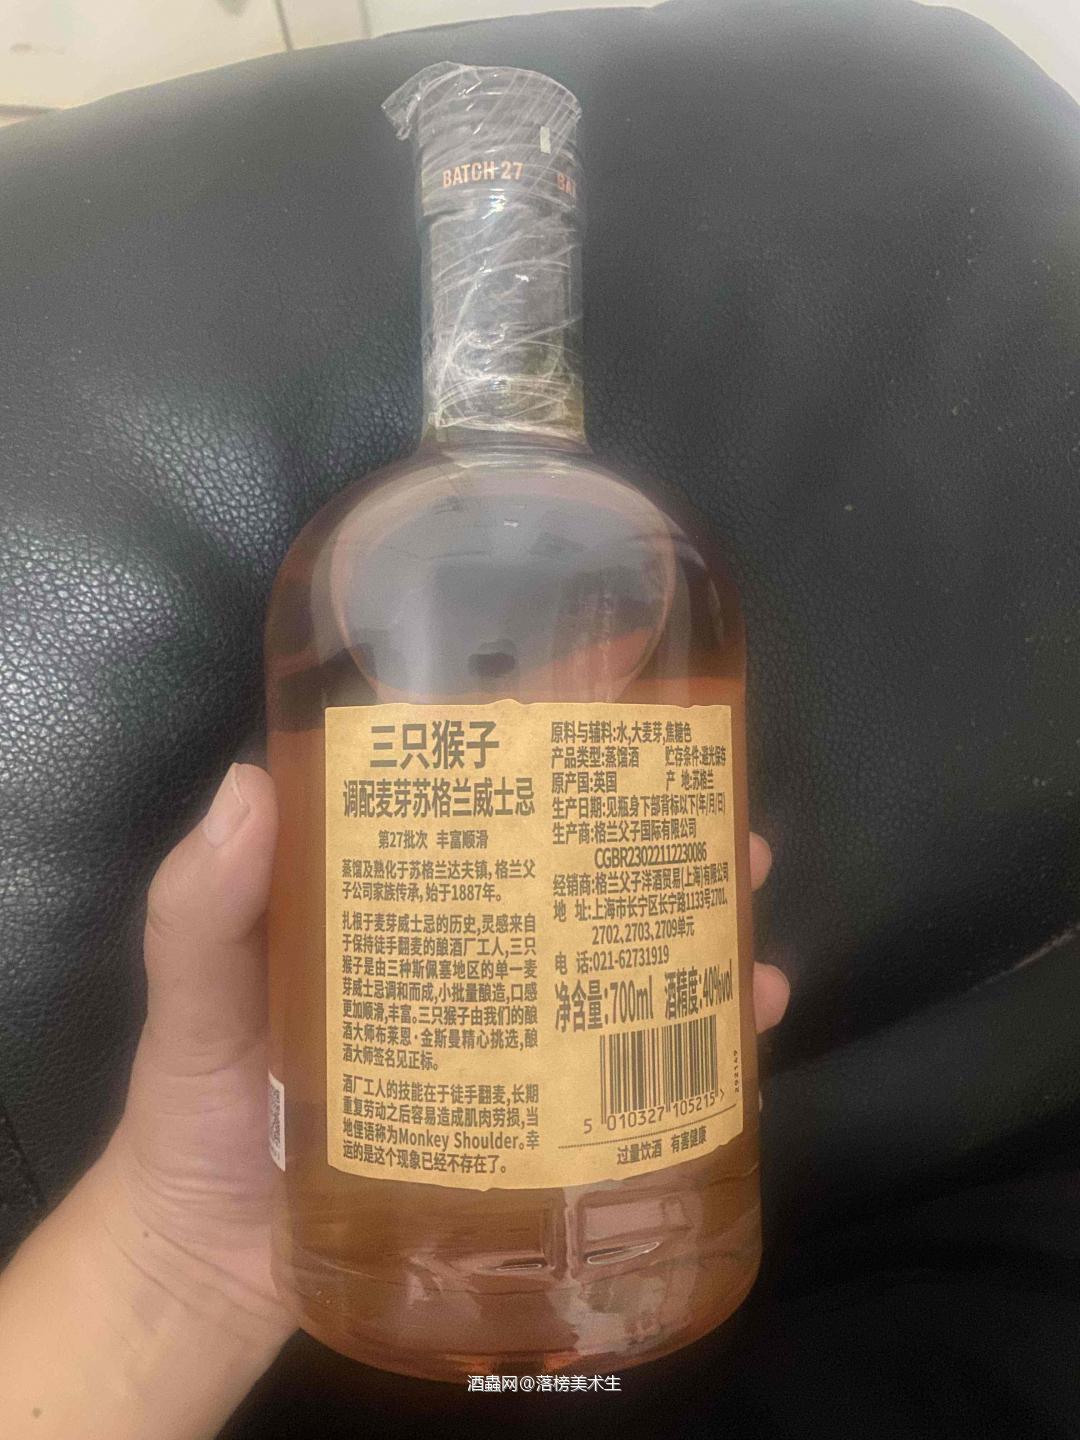 BATCH 27
三只猴子
调配麦芽苏格兰威士忌
第27批次 丰富顺滑
蒸馏及熟化于苏格兰达夫镇,格兰父
子公司家族传承,始于1887年。
扎根于麦芽威士忌的历史,灵感来自
于保持徒手翻麦的酿酒厂工人,三只
猴子是由三种斯佩塞地区的单一麦
芽威士忌调和而成,小批量酿造,口感
更加顺滑,丰富。三只猴子由我们的酿
酒大师布莱恩·金斯曼精心挑选,酿
酒大师签名见正标。
酒厂工人的技能在于徒手翻麦,长期
重复劳动之后容易造成肌肉劳损,当
地俚语称为Monkey Shoulder。幸
运的是这个现象已经不存在了。
原料与辅料:水,大麦芽,焦糖色
产品类型:蒸馏酒 贮存条件:避光保存
原产国:英国 产 地:苏格兰
生产日期:见瓶身下部背标以下(年/月/日)
生产商:格兰父子国际有限公司
CGBR23022112230086
经销商:格兰父子洋酒贸易(上海)有限公司
地 址:上海市长宁区长宁路1133号2701,
2702,2703,2709单元
电 话:021-62731919
净含量:700ml 酒精度:40%vol
5 010327 105215 >
292149
过量饮酒 有害健康
酒蟲网@落榜美术生